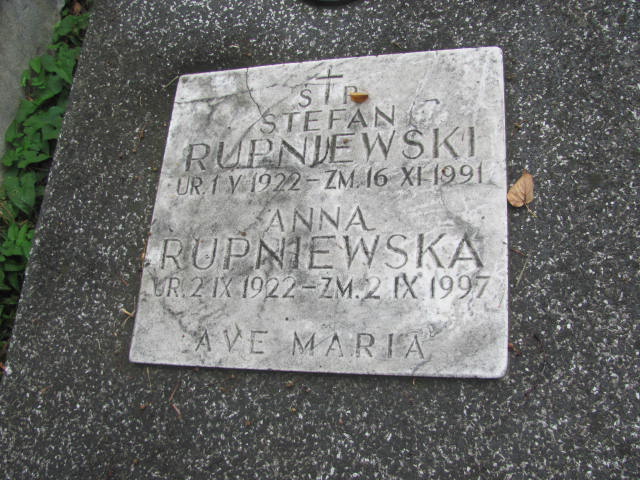 Ś†P
STEFAN
RUPNIEWSKI
UR. 1 V 1922 – ZM. 16 XI 1991
ANNA
RUPNIEWSKA
UR. 2 IX 1922 – ZM. 2 IX 1997
AVE MARIA